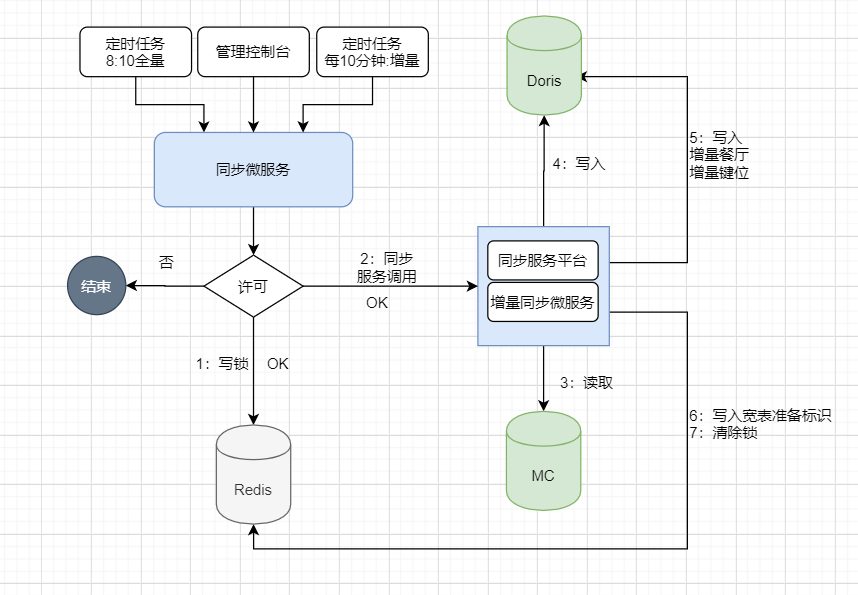 定时任务
8:10全量
管理控制台
定时任务
每10分钟:增量
Doris
同步微服务
4：写入
5：写入
增量餐厅
增量键位
否
2：同步
服务调用
OK
结束
许可
同步服务平台
增量同步微服务
1：写锁
OK
3：读取
6：写入宽表准备标识
7：清除锁
Redis
MC